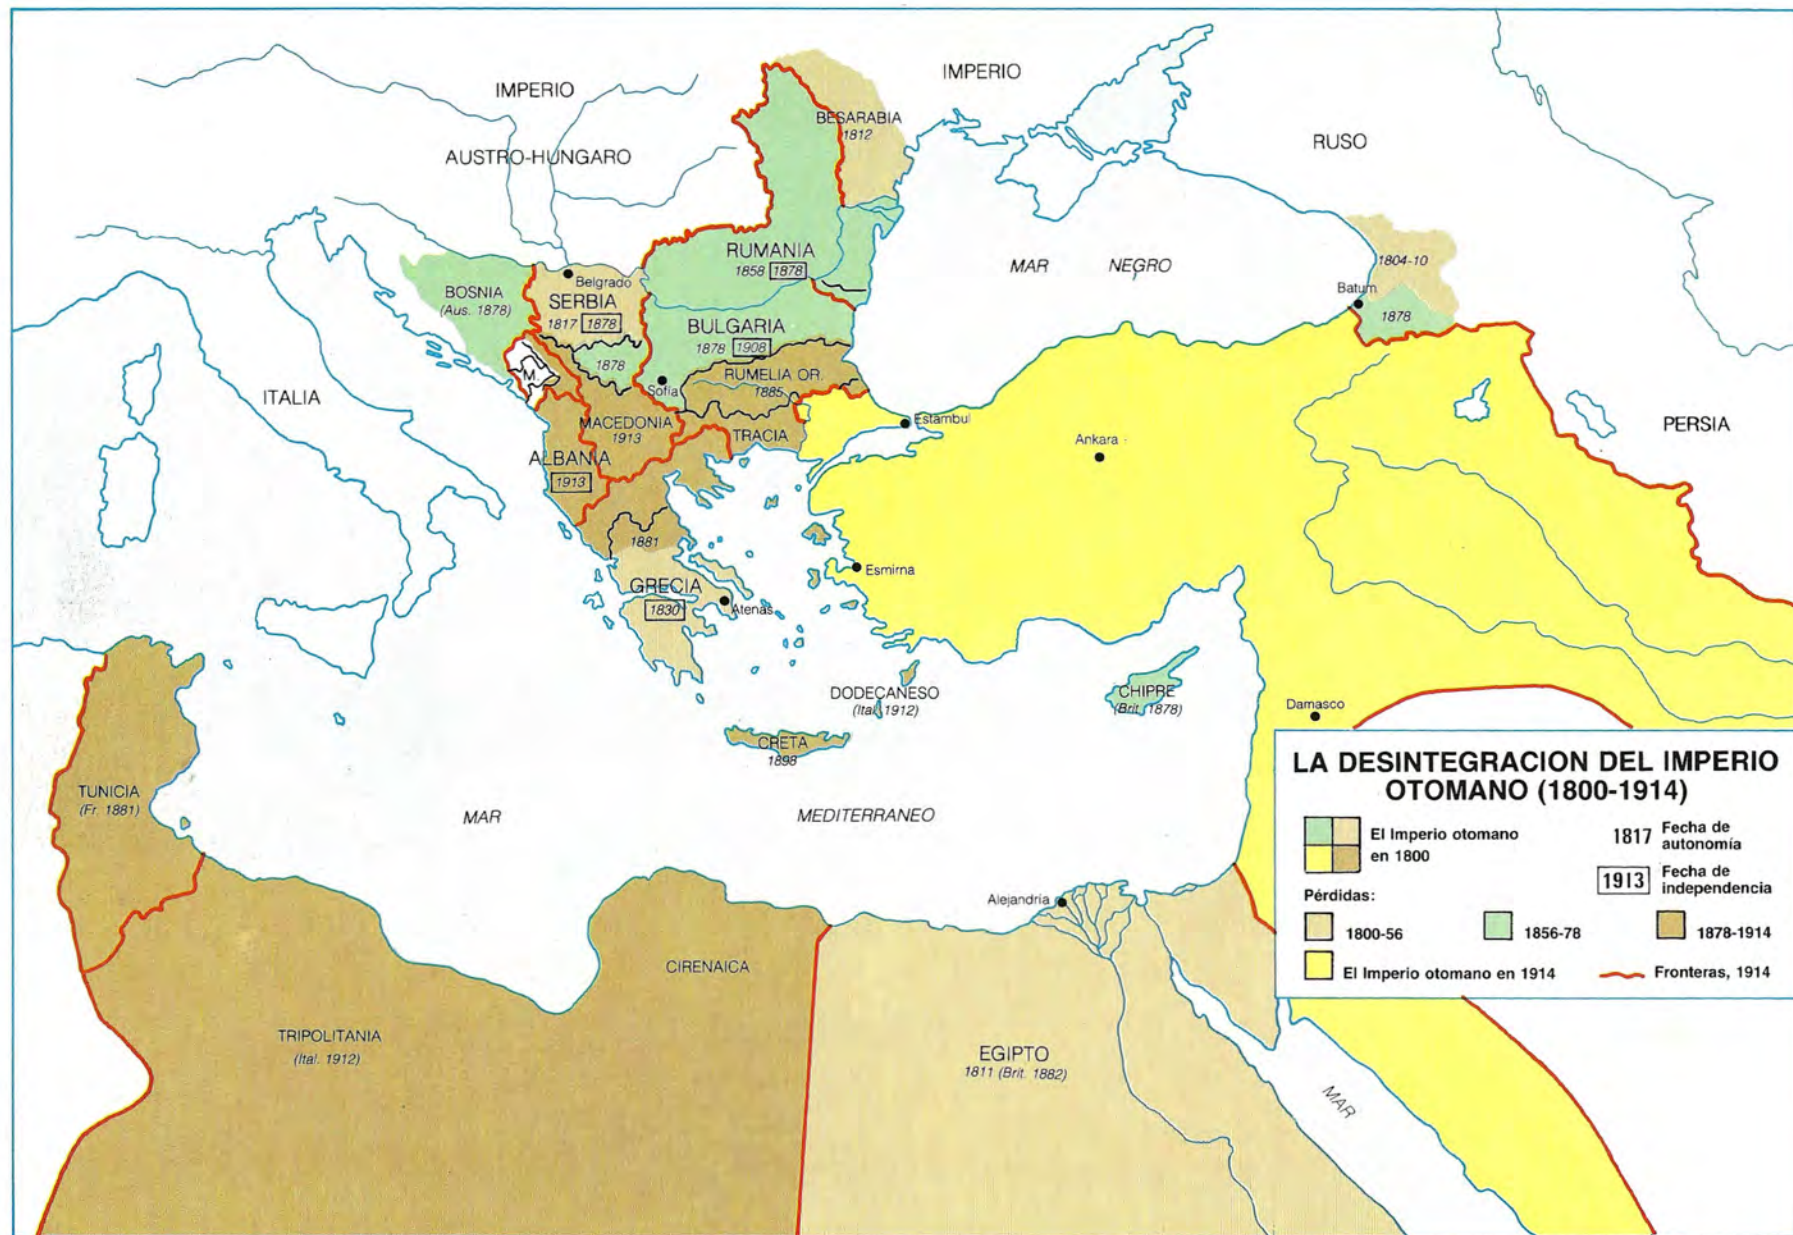 IMPERIO
AUSTRO-HUNGARO
IMPERIO
RUSO
BESARABIA
1812
RUMANIA
1858 1878
MAR NEGRO
1804-10
Batum
1878
BOSNIA
(Aus. 1878)
Belgrado
SERBIA
1817 1878
BULGARIA
1878 1908
1878
M.
Sofía
RUMELIA OR.
1885
ITALIA
MACEDONIA
1913
TRACIA
Estambul
Ankara
PERSIA
ALBANIA
1913
1881
GRECIA
1830
Atenas
Esmirna
DODECANESO
(Ital. 1912)
CHIPRE
(Brit. 1878)
Damasco
CRETA
1898
TUNICIA
(Fr. 1881)
MAR
MEDITERRANEO
Alejandría
CIRENAICA
TRIPOLITANIA
(Ital. 1912)
EGIPTO
1811 (Brit. 1882)
MAR
LA DESINTEGRACION DEL IMPERIO
OTOMANO (1800-1914)
El Imperio otomano
en 1800
1817 Fecha de
autonomía
1913 Fecha de
independencia
Pérdidas:
1800-56
1856-78
1878-1914
El Imperio otomano en 1914
Fronteras, 1914